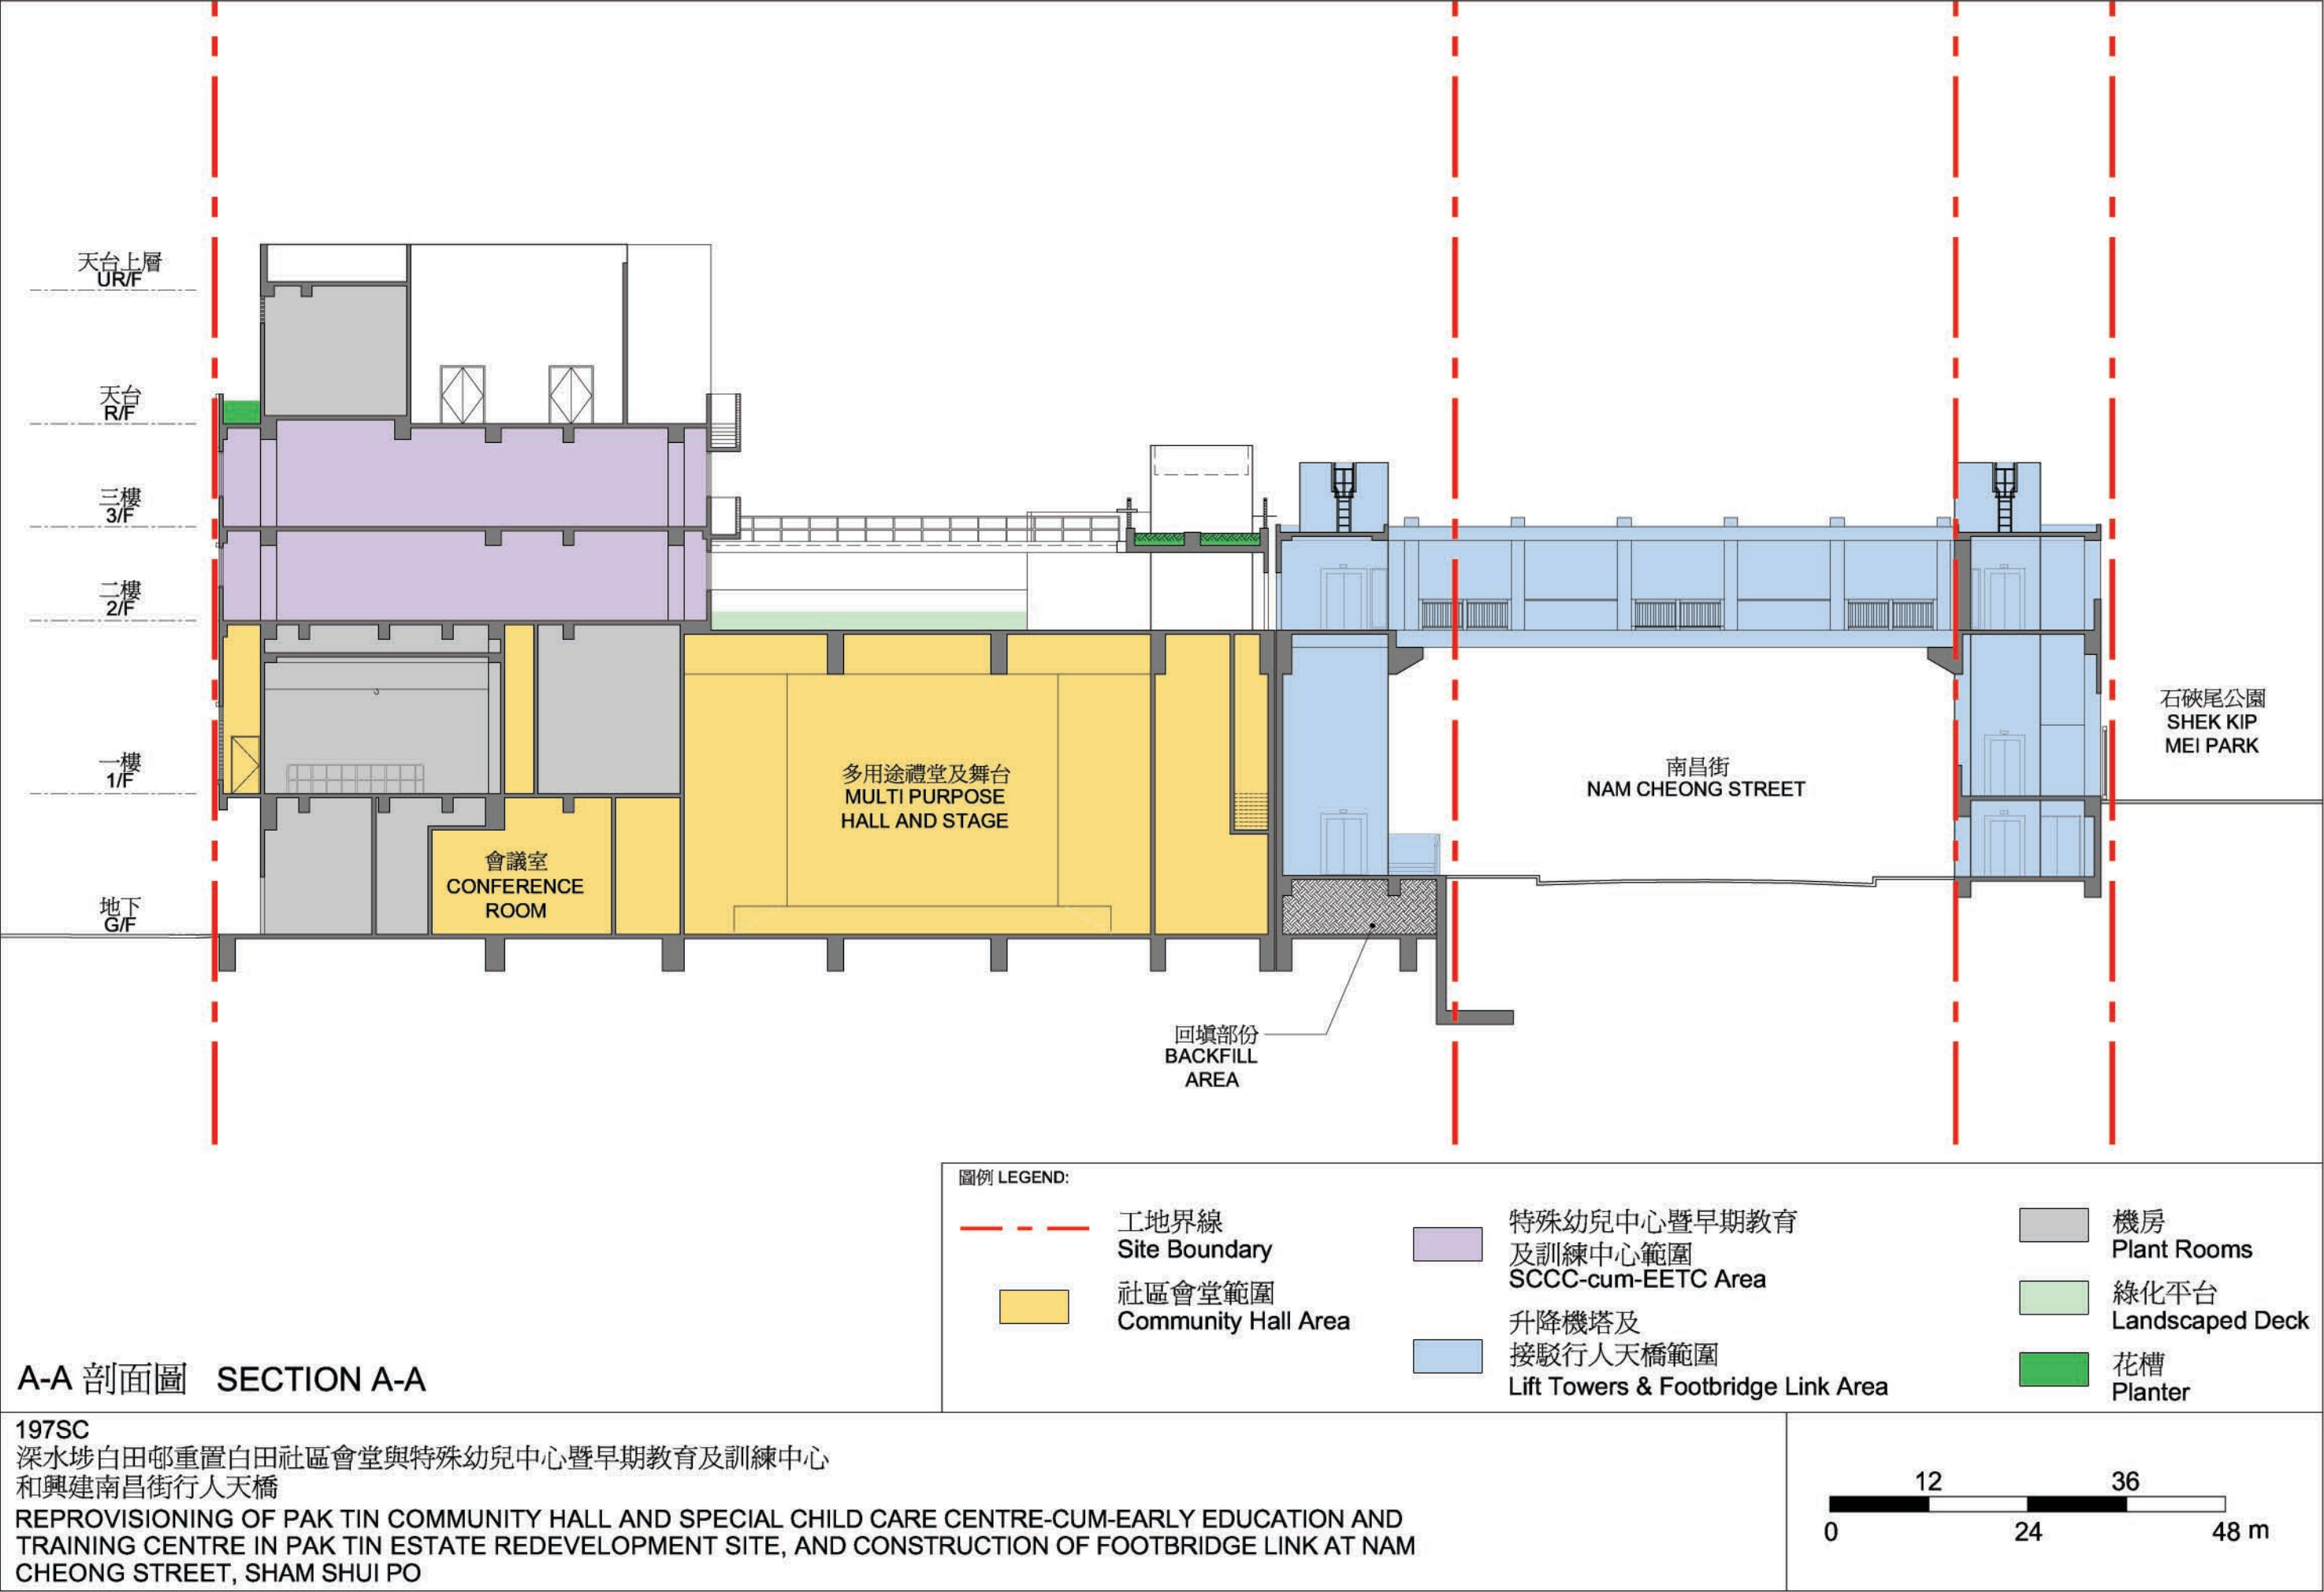 天台上層
UR/F
天台
R/F
三樓
3/F
二樓
2/F
一樓
1/F
地下
G/F
會議室
CONFERENCE
ROOM
多用途禮堂及舞台
MULTI PURPOSE
HALL AND STAGE
南昌街
NAM CHEONG STREET
石硤尾公園
SHEK KIP
MEI PARK
回填部份
BACKFILL
AREA
圖例 LEGEND:
工地界線
Site Boundary
社區會堂範圍
Community Hall Area
特殊幼兒中心暨早期教育
及訓練中心範圍
SCCC-cum-EETC Area
升降機塔及
接駁行人天橋範圍
Lift Towers & Footbridge Link Area
機房
Plant Rooms
綠化平台
Landscaped Deck
花槽
Planter
A-A 剖面圖 SECTION A-A
197SC
深水埗白田邨重置白田社區會堂與特殊幼兒中心暨早期教育及訓練中心
和興建南昌街行人天橋
REPROVISIONING OF PAK TIN COMMUNITY HALL AND SPECIAL CHILD CARE CENTRE-CUM-EARLY EDUCATION AND
TRAINING CENTRE IN PAK TIN ESTATE REDEVELOPMENT SITE, AND CONSTRUCTION OF FOOTBRIDGE LINK AT NAM
CHEONG STREET, SHAM SHUI PO
12 36
0 24 48 m